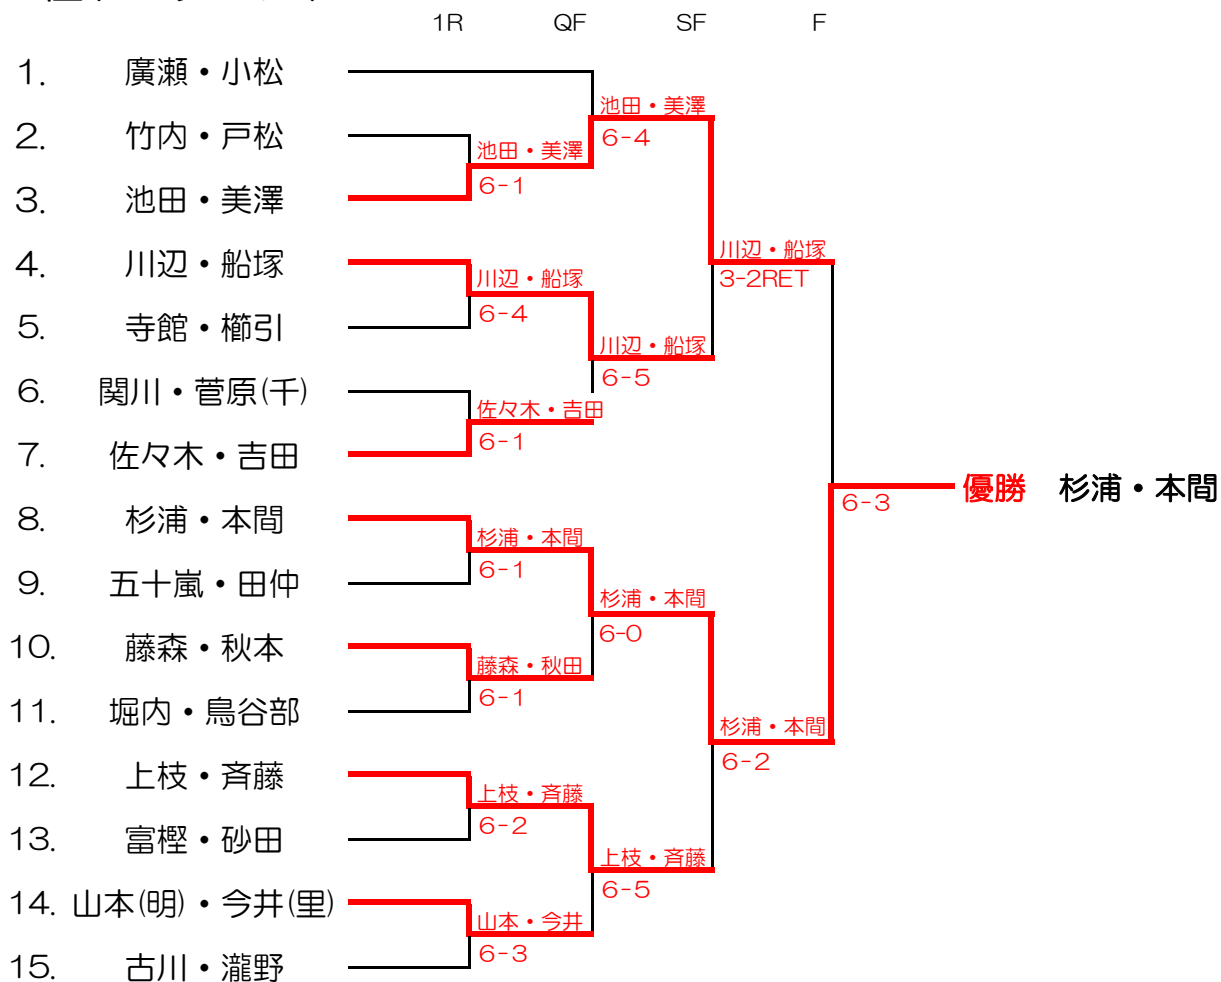 1R QF SF F
1. 廣瀬・小松
池田・美澤
2. 竹内・戸松
6-4
池田・美澤
6-1
3. 池田・美澤
川辺・船塚
4. 川辺・船塚
3-2RET
川辺・船塚
6-4
5. 寺館・櫛引
川辺・船塚
6-5
6. 関川・菅原(千)
佐々木・吉田
6-1
7. 佐々木・吉田
優勝 杉浦・本間
6-3
8. 杉浦・本間
杉浦・本間
6-1
9. 五十嵐・田仲
杉浦・本間
6-0
10. 藤森・秋本
藤森・秋田
6-1
11. 堀内・鳥谷部
杉浦・本間
6-2
12. 上枝・斉藤
上枝・斉藤
6-2
13. 富樫・砂田
上枝・斉藤
6-5
14. 山本(明)・今井(里)
山本・今井
6-3
15. 古川・瀧野